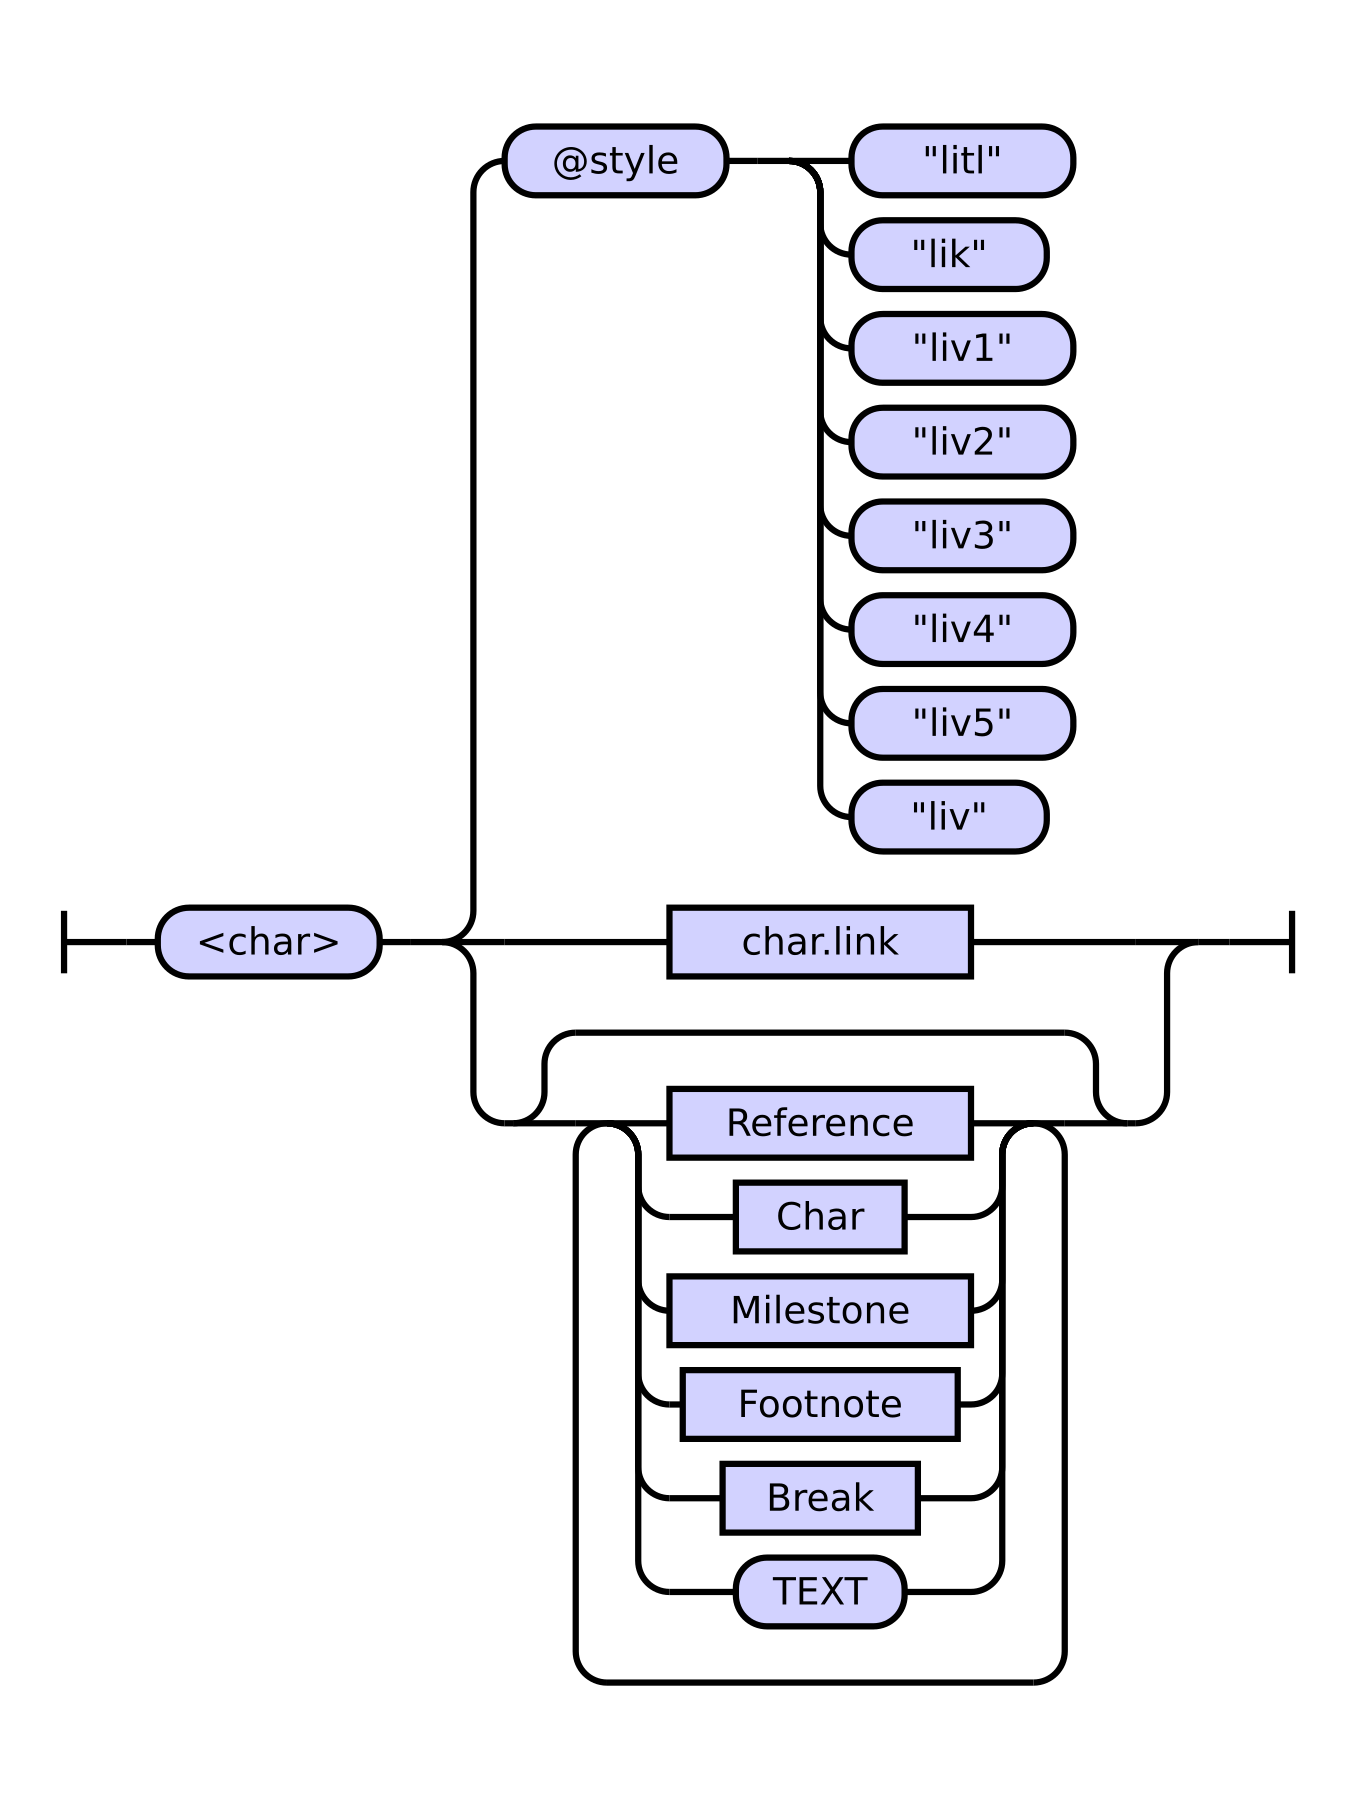 @style
"litl"
"lik"
"liv1"
"liv2"
"liv3"
"liv4"
"liv5"
"liv"
<char>
char.link
Reference
Char
Milestone
Footnote
Break
TEXT